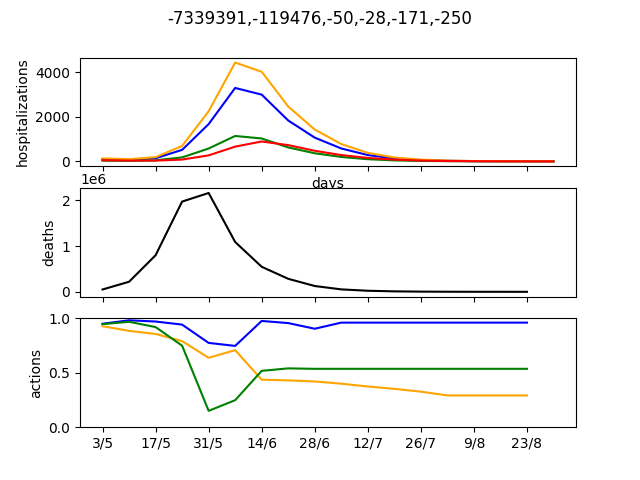 -7339391,-119476,-50,-28,-171,-250
hospitalizations
4000
2000
0
days
1e6
deaths
2
1
0
actions
1.0
0.5
0.0
3/5 17/5 31/5 14/6 28/6 12/7 26/7 9/8 23/8